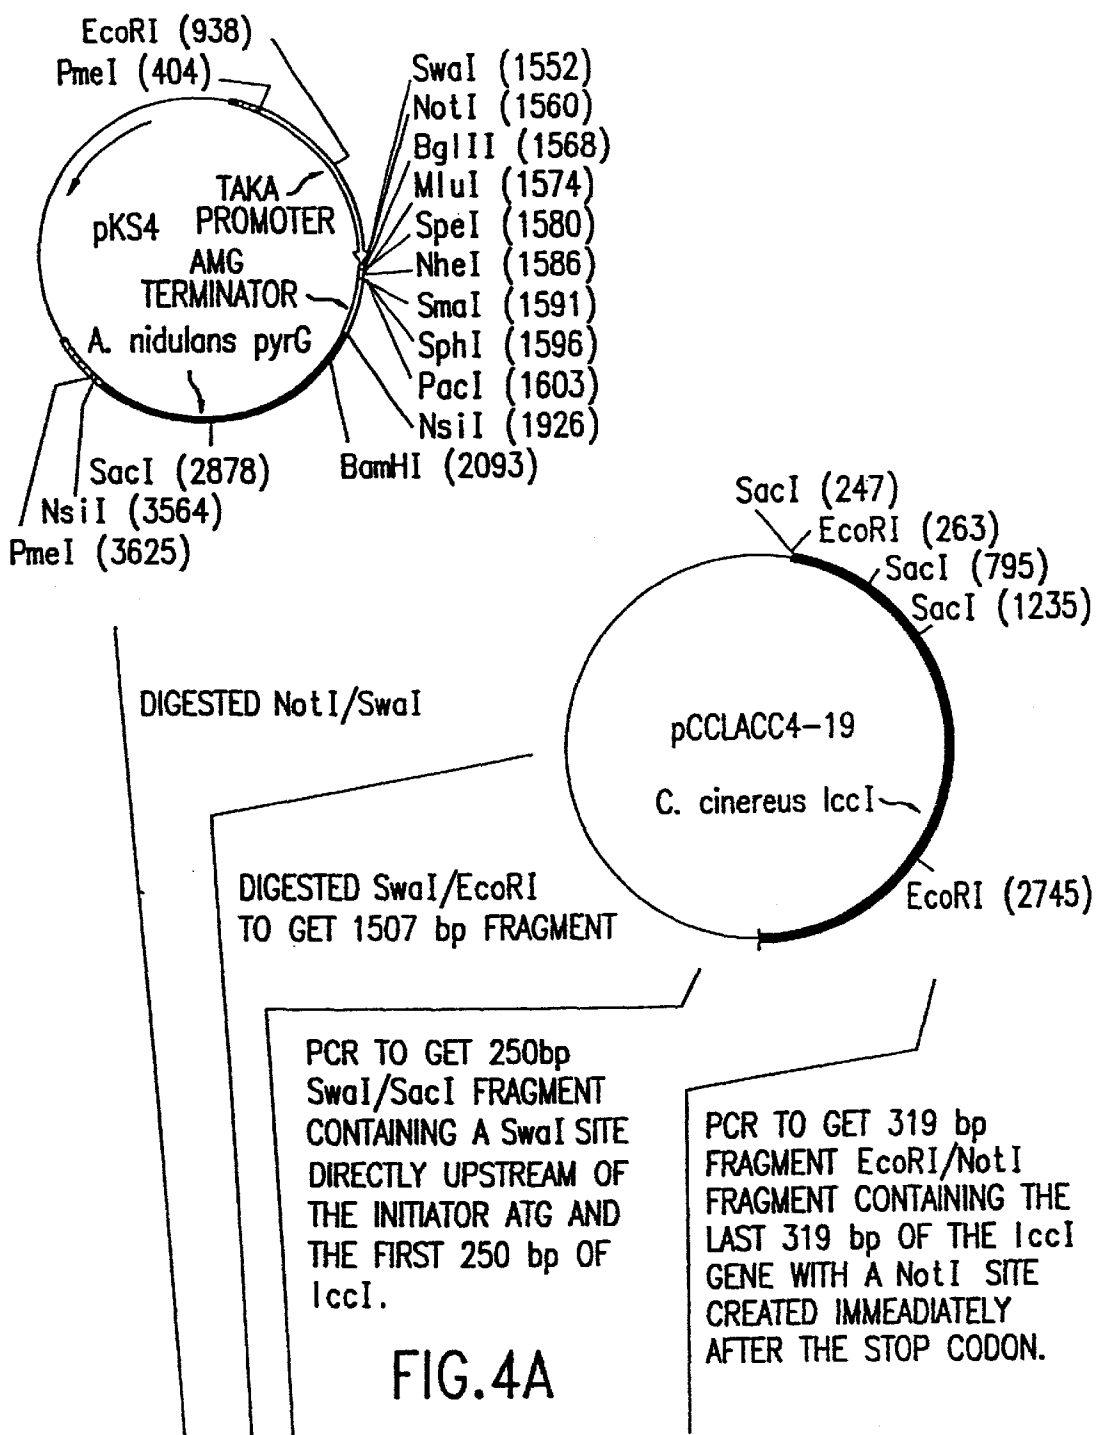 EcoRI (938)
PmeI (404)
SwaI (1552)
NotI (1560)
BglII (1568)
MluI (1574)
SpeI (1580)
NheI (1586)
SmaI (1591)
SphI (1596)
PacI (1603)
NsiI (1926)
TAKA
PROMOTER
pKS4
AMG
TERMINATOR
A. nidulans pyrG
BamHI (2093)
SacI (2878)
NsiI (3564)
PmeI (3625)
SacI (247)
EcoRI (263)
SacI (795)
SacI (1235)
pCCLACC4-19
C. cinereus lccI
EcoRI (2745)
DIGESTED NotI/SwaI
DIGESTED SwaI/EcoRI
TO GET 1507 bp FRAGMENT
PCR TO GET 250bp
SwaI/SacI FRAGMENT
CONTAINING A SwaI SITE
DIRECTLY UPSTREAM OF
THE INITIATOR ATG AND
THE FIRST 250 bp OF
lccI.
PCR TO GET 319 bp
FRAGMENT EcoRI/NotI
FRAGMENT CONTAINING THE
LAST 319 bp OF THE lccI
GENE WITH A NotI SITE
CREATED IMMEADIATELY
AFTER THE STOP CODON.
FIG.4A